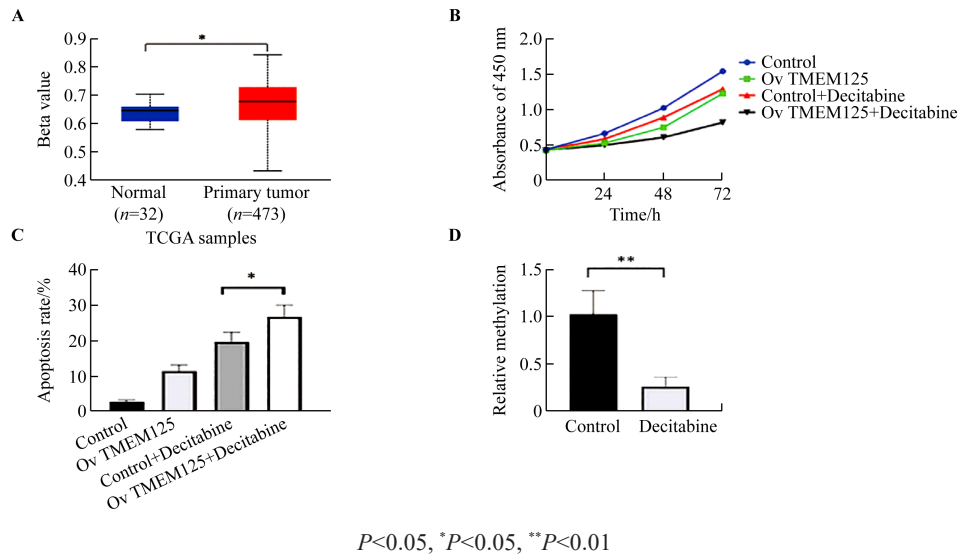 A
*
0.9
0.8
0.7
0.6
0.5
0.4
Beta value
Normal
(n=32)
Primary tumor
(n=473)
TCGA samples
B
2.0
1.5
1.0
0.5
0
Absorbance of 450 nm
24
48
72
Time/h
Control
Ov TMEM125
Control+Decitabine
Ov TMEM125+Decitabine
C
*
40
30
20
10
0
Apoptosis rate/%
Control
Ov TMEM125
Control+Decitabine
Ov TMEM125+Decitabine
D
**
1.5
1.0
0.5
0
Relative methylation
Control
Decitabine
P<0.05, *P<0.05, **P<0.01